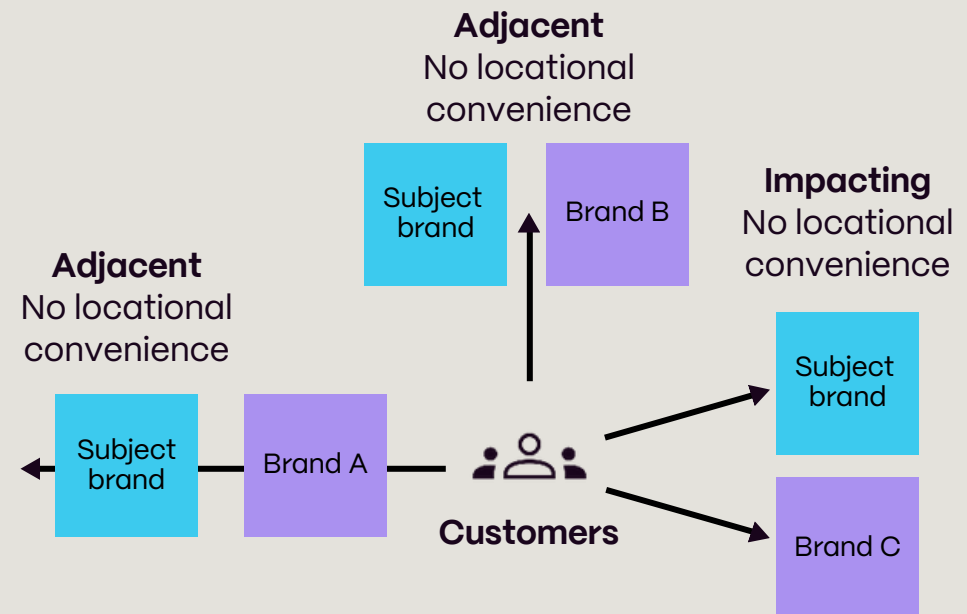 Adjacent
No locational
convenience
Subject
brand
Brand B
Impacting
No locational
convenience
Subject
brand
Brand C
Adjacent
No locational
convenience
Subject
brand
Brand A
Customers